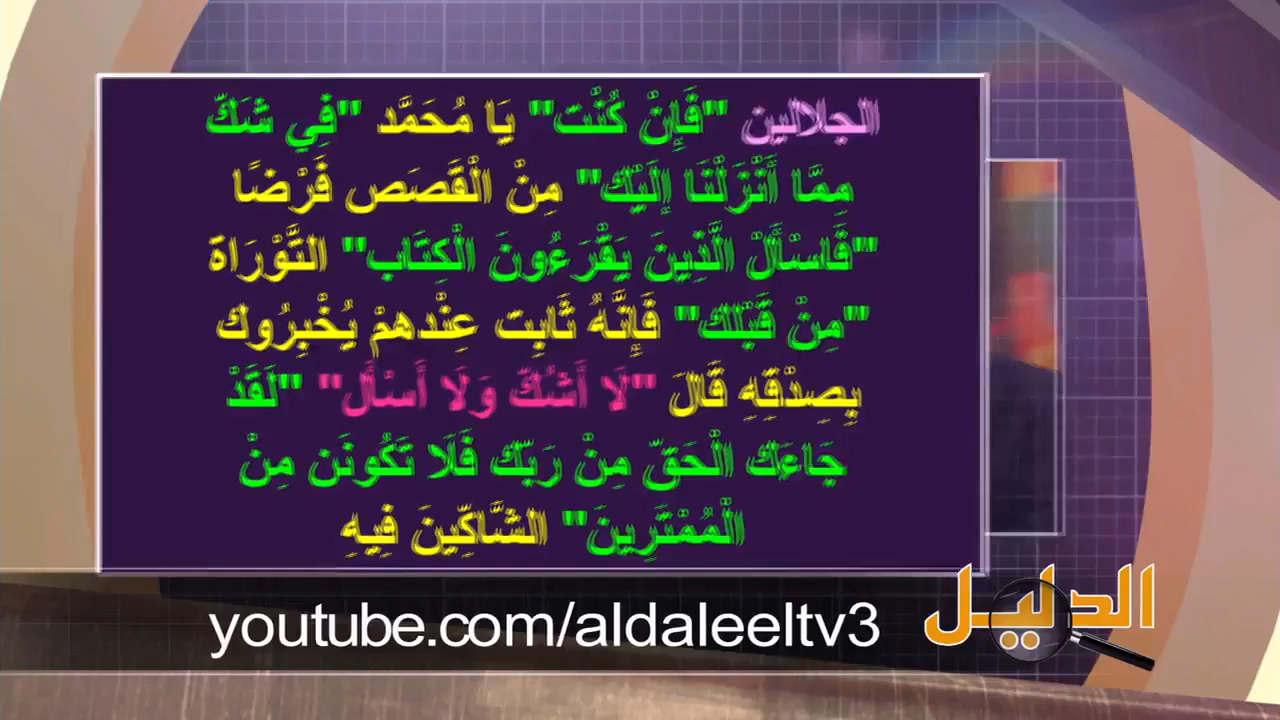 الجلالين "فَإِنْ كُنْت" يَا مُحَمَّد "فِي شَكّ
مِمَّا أَنْزَلْنَا إلَيْك" مِنْ الْقَصَص فَرْضًا
"فَاسْأَلْ الَّذِينَ يَقْرَءُونَ الْكِتَاب" التَّوْرَاة
"مِنْ قَبْلك" فَإِنَّهُ ثَابِت عِنْدهمْ يُخْبِرُوك
بِصِدْقِهِ قَالَ "لَا أَشُكّ وَلَا أَسْأَل" "لَقَدْ
جَاءَك الْحَقّ مِنْ رَبّك فَلَا تَكُونَن مِنْ
الْمُمْتَرِينَ" الشَّاكِّينَ فِيهِ
youtube.com/aldaleeltv3
الدليل